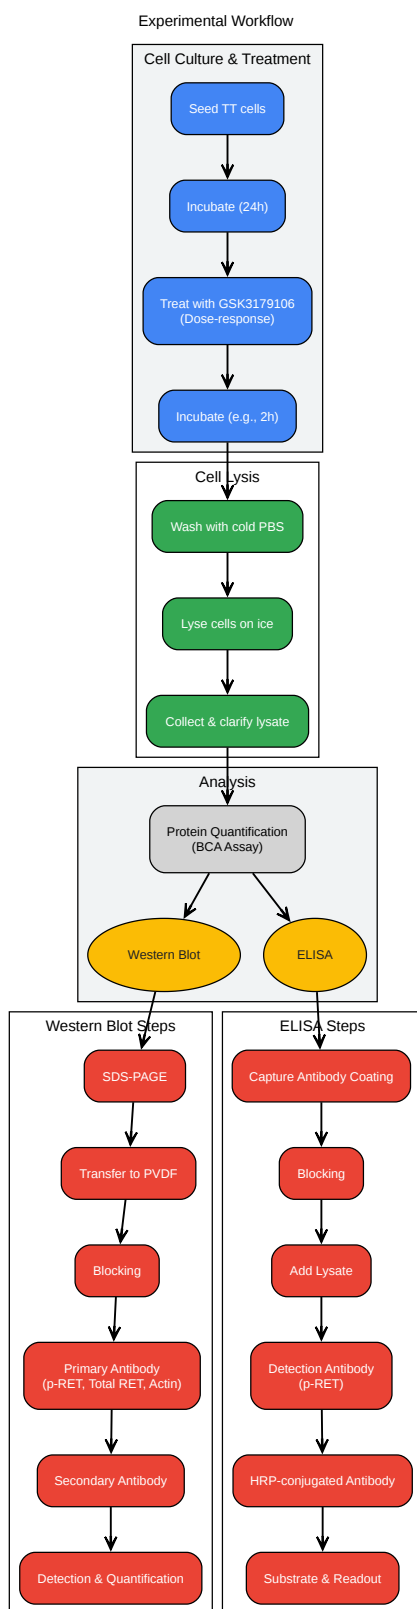 Experimental Workflow
Cell Culture & Treatment
Seed TT cells
Incubate (24h)
Treat with GSK3179106
(Dose-response)
Incubate (e.g., 2h)
Cell Lysis
Wash with cold PBS
Lyse cells on ice
Collect & clarify lysate
Analysis
Protein Quantification
(BCA Assay)
Western Blot
ELISA
Western Blot Steps
SDS-PAGE
Transfer to PVDF
Blocking
Primary Antibody
(p-RET, Total RET, Actin)
Secondary Antibody
Detection & Quantification
ELISA Steps
Capture Antibody Coating
Blocking
Add Lysate
Detection Antibody
(p-RET)
HRP-conjugated Antibody
Substrate & Readout